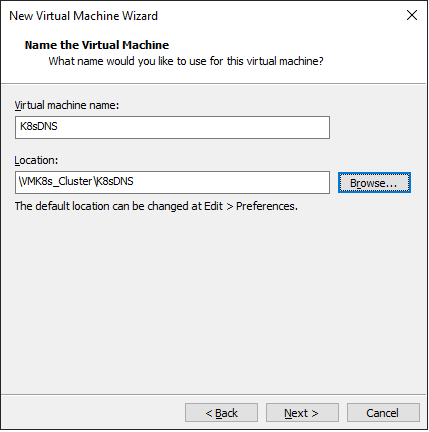 New Virtual Machine Wizard
Name the Virtual Machine
What name would you like to use for this virtual machine?
Virtual machine name:
K8sDNS
Location:
\VMK8s_Cluster\K8sDNS
Browse...
The default location can be changed at Edit > Preferences.
< Back
Next >
Cancel